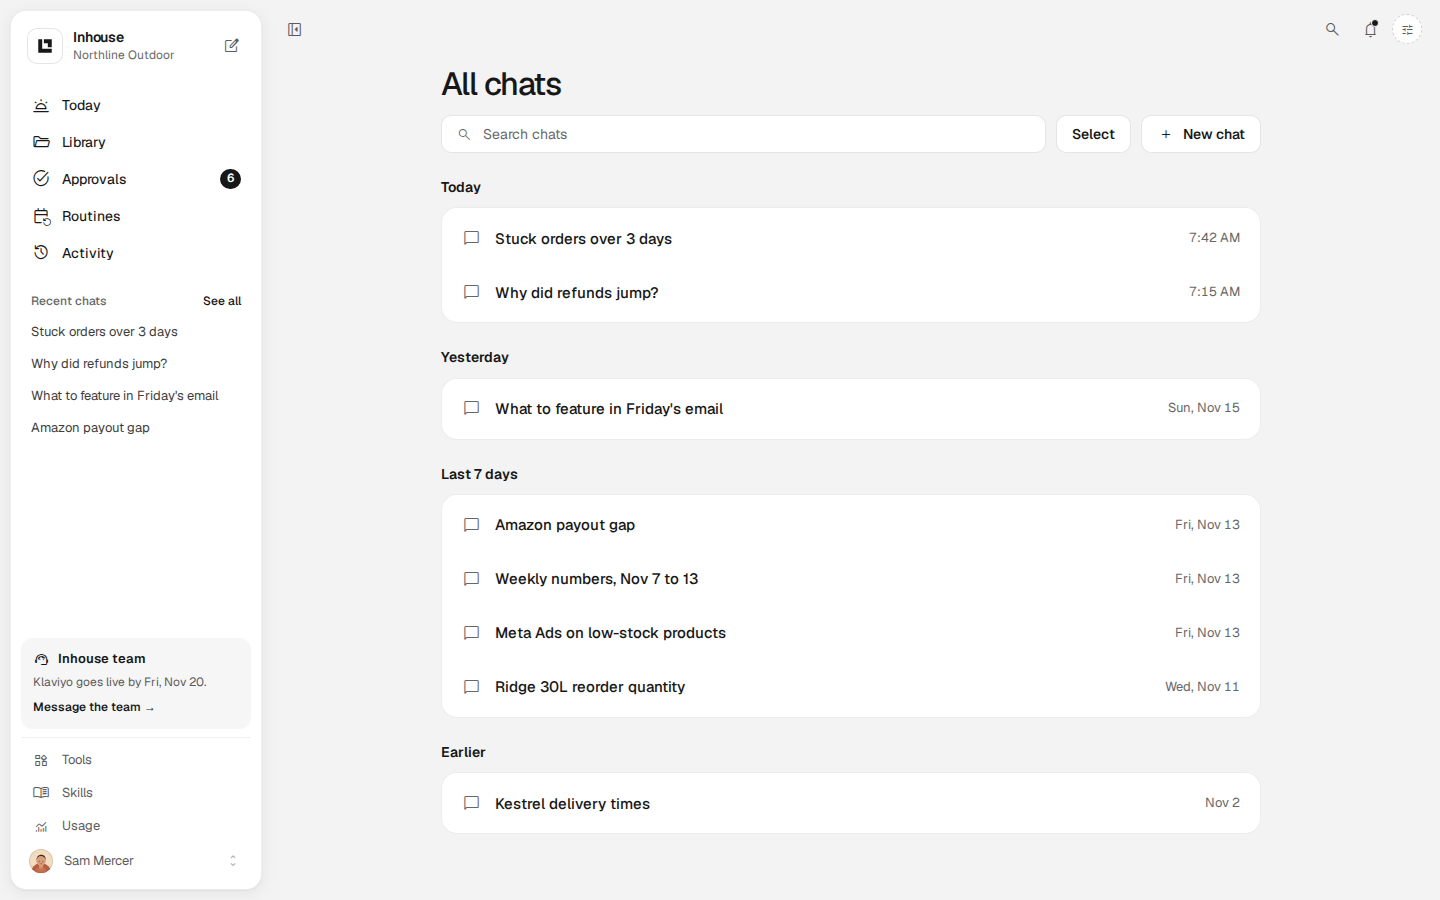 Inhouse
Northline Outdoor
Today
Library
Approvals 6
Routines
Activity
Recent chats See all
Stuck orders over 3 days
Why did refunds jump?
What to feature in Friday's email
Amazon payout gap
Inhouse team
Klaviyo goes live by Fri, Nov 20.
Message the team →
Tools
Skills
Usage
Sam Mercer
All chats
Search chats Select + New chat
Today
Stuck orders over 3 days 7:42 AM
Why did refunds jump? 7:15 AM
Yesterday
What to feature in Friday's email Sun, Nov 15
Last 7 days
Amazon payout gap Fri, Nov 13
Weekly numbers, Nov 7 to 13 Fri, Nov 13
Meta Ads on low-stock products Fri, Nov 13
Ridge 30L reorder quantity Wed, Nov 11
Earlier
Kestrel delivery times Nov 2